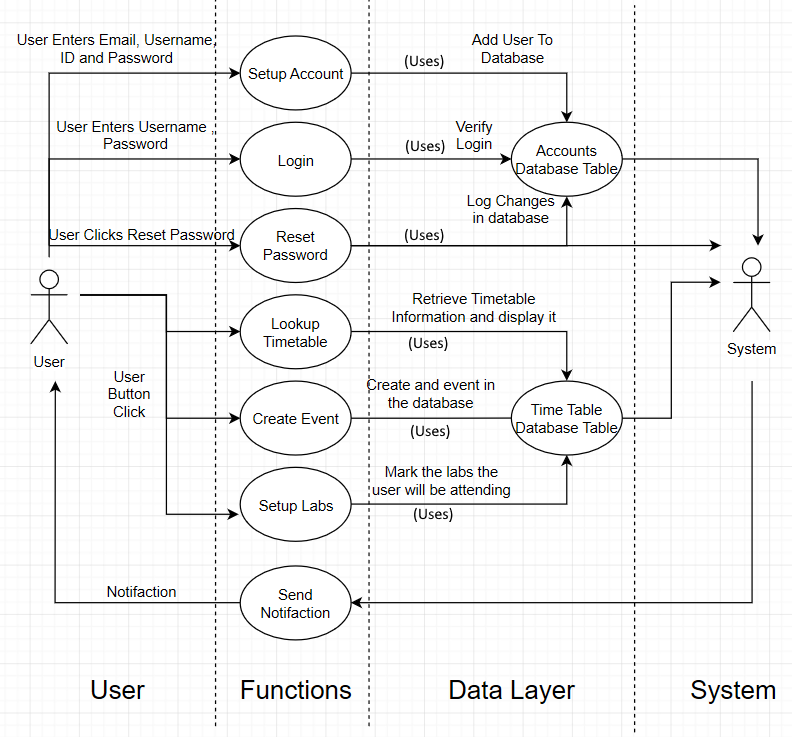 User Enters Email, Username,
ID and Password
Setup Account
(Uses)
Add User To
Database
User Enters Username ,
Password
Login
(Uses)
Verify
Login
Accounts
Database Table
User Clicks Reset Password
Reset
Password
(Uses)
Log Changes
in database
User
System
User
Button
Click
Lookup
Timetable
Retrieve Timetable
Information and display it
(Uses)
Create Event
Create and event in
the database
(Uses)
Time Table
Database Table
Setup Labs
Mark the labs the
user will be attending
(Uses)
Notifaction
Send
Notifaction
User
Functions
Data Layer
System